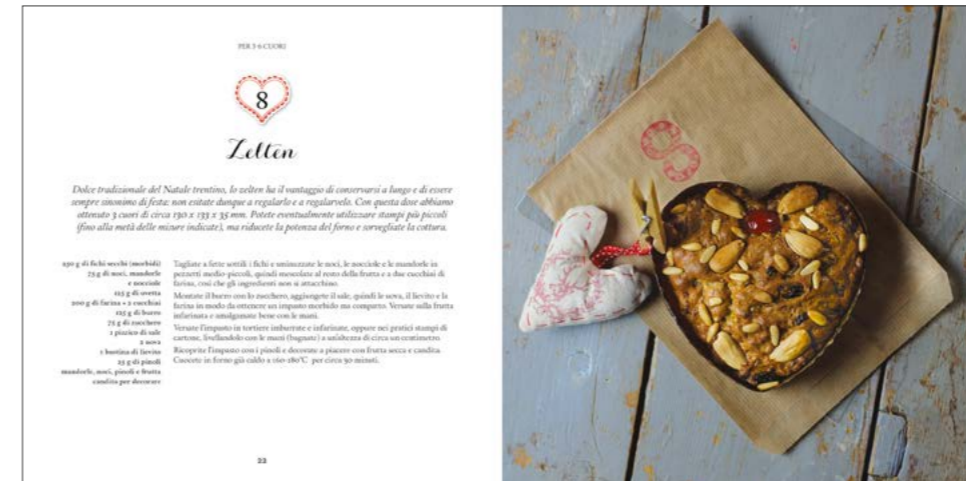 PER 3-6 CUORI
8
Zelten
Dolce tradizionale del Natale trentino, lo zelten ha il vantaggio di conservarsi a lungo e di essere
sempre sinonimo di festa: non esitate dunque a regalarlo e a regalarvelo. Con questa dose abbiamo
ottenuto 3 cuori di circa 130 x 133 x 35 mm. Potete eventualmente utilizzare stampi più piccoli
(fino alla metà delle misure indicate), ma riducete la potenza del forno e sorvegliate la cottura.
250 g di fichi secchi (morbidi)
75 g di noci, mandorle
e nocciole
125 g di uvetta
200 g di farina + 2 cucchiai
125 g di burro
75 g di zucchero
1 pizzico di sale
2 uova
1 bustina di lievito
25 g di pinoli
mandorle, noci, pinoli e frutta
candita per decorare
Tagliate a fette sottili i fichi e sminuzzate le noci, le nocciole e le mandorle in
pezzetti medio-piccoli, quindi mescolate al resto della frutta e a due cucchiai di
farina, così che gli ingredienti non si attacchino.
Montate il burro con lo zucchero, aggiungete il sale, quindi le uova, il lievito e la
farina in modo da ottenere un impasto morbido ma compatto. Versate sulla frutta
infarinata e amalgamate bene con le mani.
Versate l'impasto in tortiere imburrate e infarinate, oppure nei pratici stampi di
cartone, livellandolo con le mani (bagnate) a un'altezza di circa un centimetro.
Ricoprite l'impasto con i pinoli e decorate a piacere con frutta secca e candita.
Cuocete in forno già caldo a 160-180°C per circa 50 minuti.
22
8